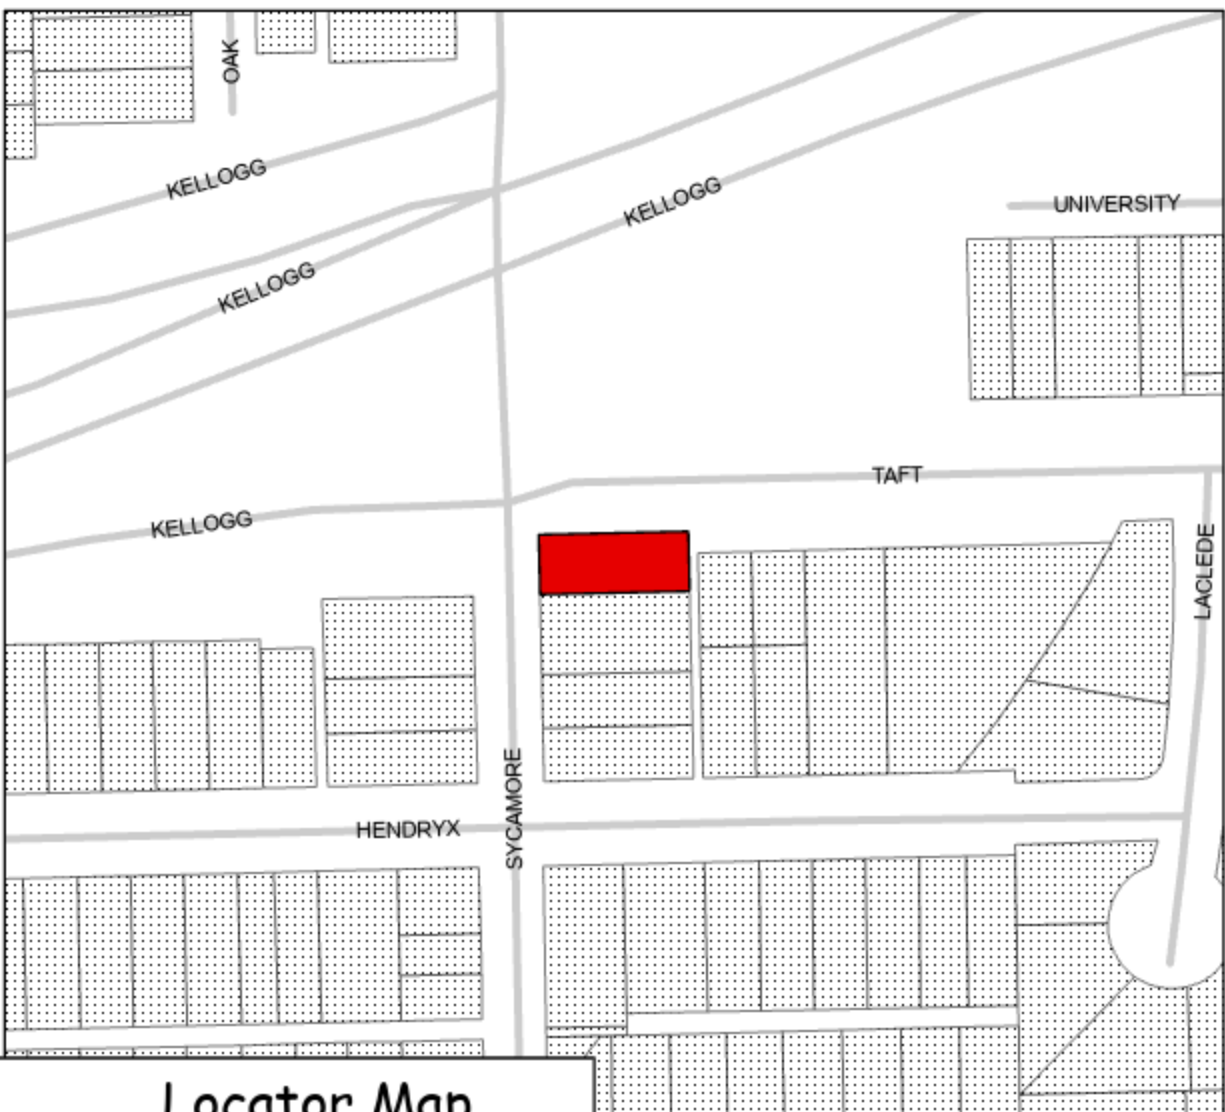 OAK
KELLOGG
KELLOGG
UNIVERSITY
KELLOGG
TAFT
KELLOGG
LACLEDE
SYCAMORE
HENDRYX
Locator Map